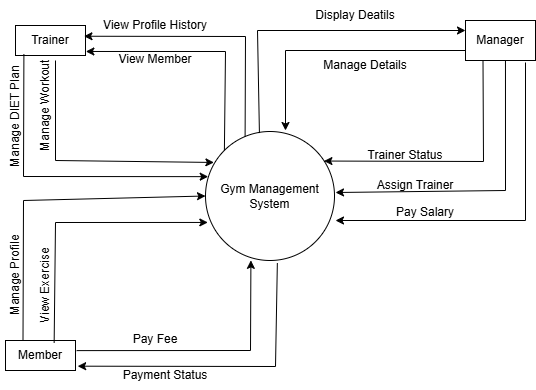 Display Deatils
View Profile History
Trainer
Manager
View Member
Manage Details
Manage DIET Plan
Manage Workout
Trainer Status
Assign Trainer
Gym Management
System
Pay Salary
Manage Profile
View Exercise
Pay Fee
Member
Payment Status